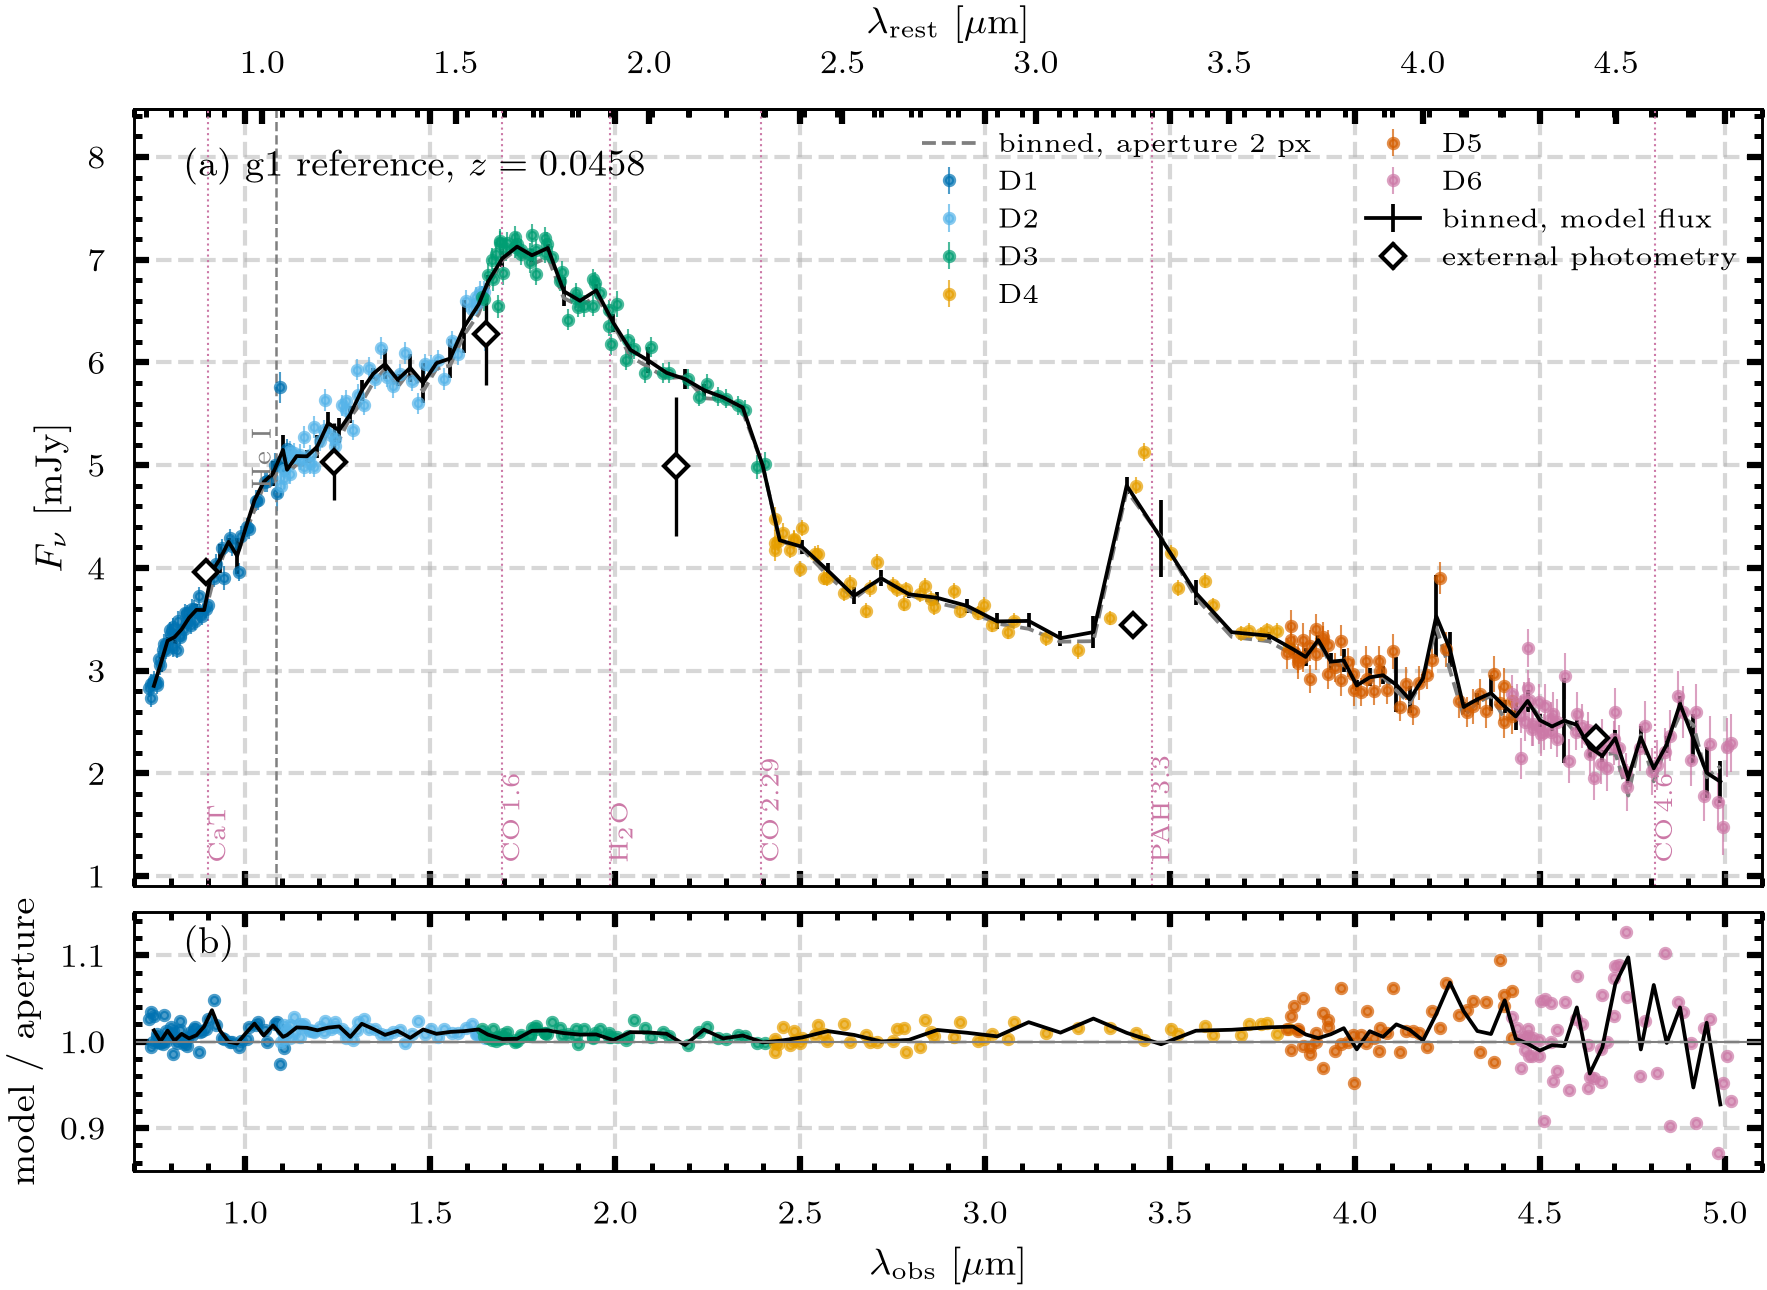 λrest [μm]
1.0 1.5 2.0 2.5 3.0 3.5 4.0 4.5
(a) g1 reference, z = 0.0458
binned, aperture 2 px
D1
D2
D3
D4
D5
D6
binned, model flux
external photometry
Fν [mJy]
8
7
6
5
4
3
2
1
He I
CaT
CO 1.6
H2O
CO 2.29
PAH 3.3
CO 4.6
(b)
model / aperture
1.1
1.0
0.9
1.0 1.5 2.0 2.5 3.0 3.5 4.0 4.5 5.0
λobs [μm]